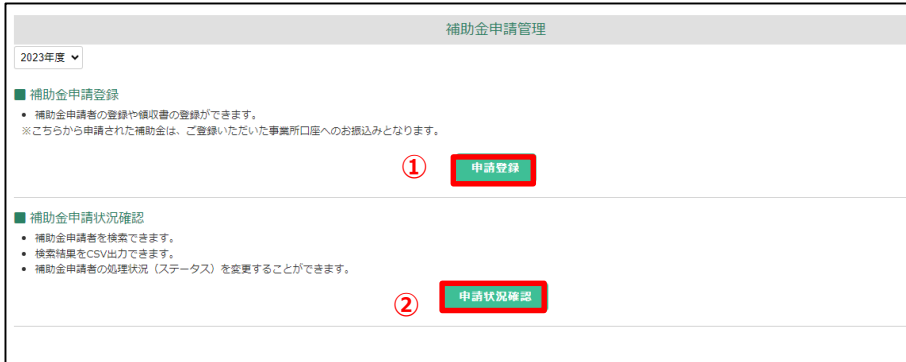 補助金申請管理
2023年度
補助金申請登録
• 補助金申請者の登録や領収書の登録ができます。
※こちらから申請された補助金は、ご登録いただいた事業所口座へのお振込みとなります。
① 申請登録
補助金申請状況確認
• 補助金申請者を検索できます。
• 検索結果をCSV出力できます。
• 補助金申請者の処理状況（ステータス）を変更することができます。
② 申請状況確認